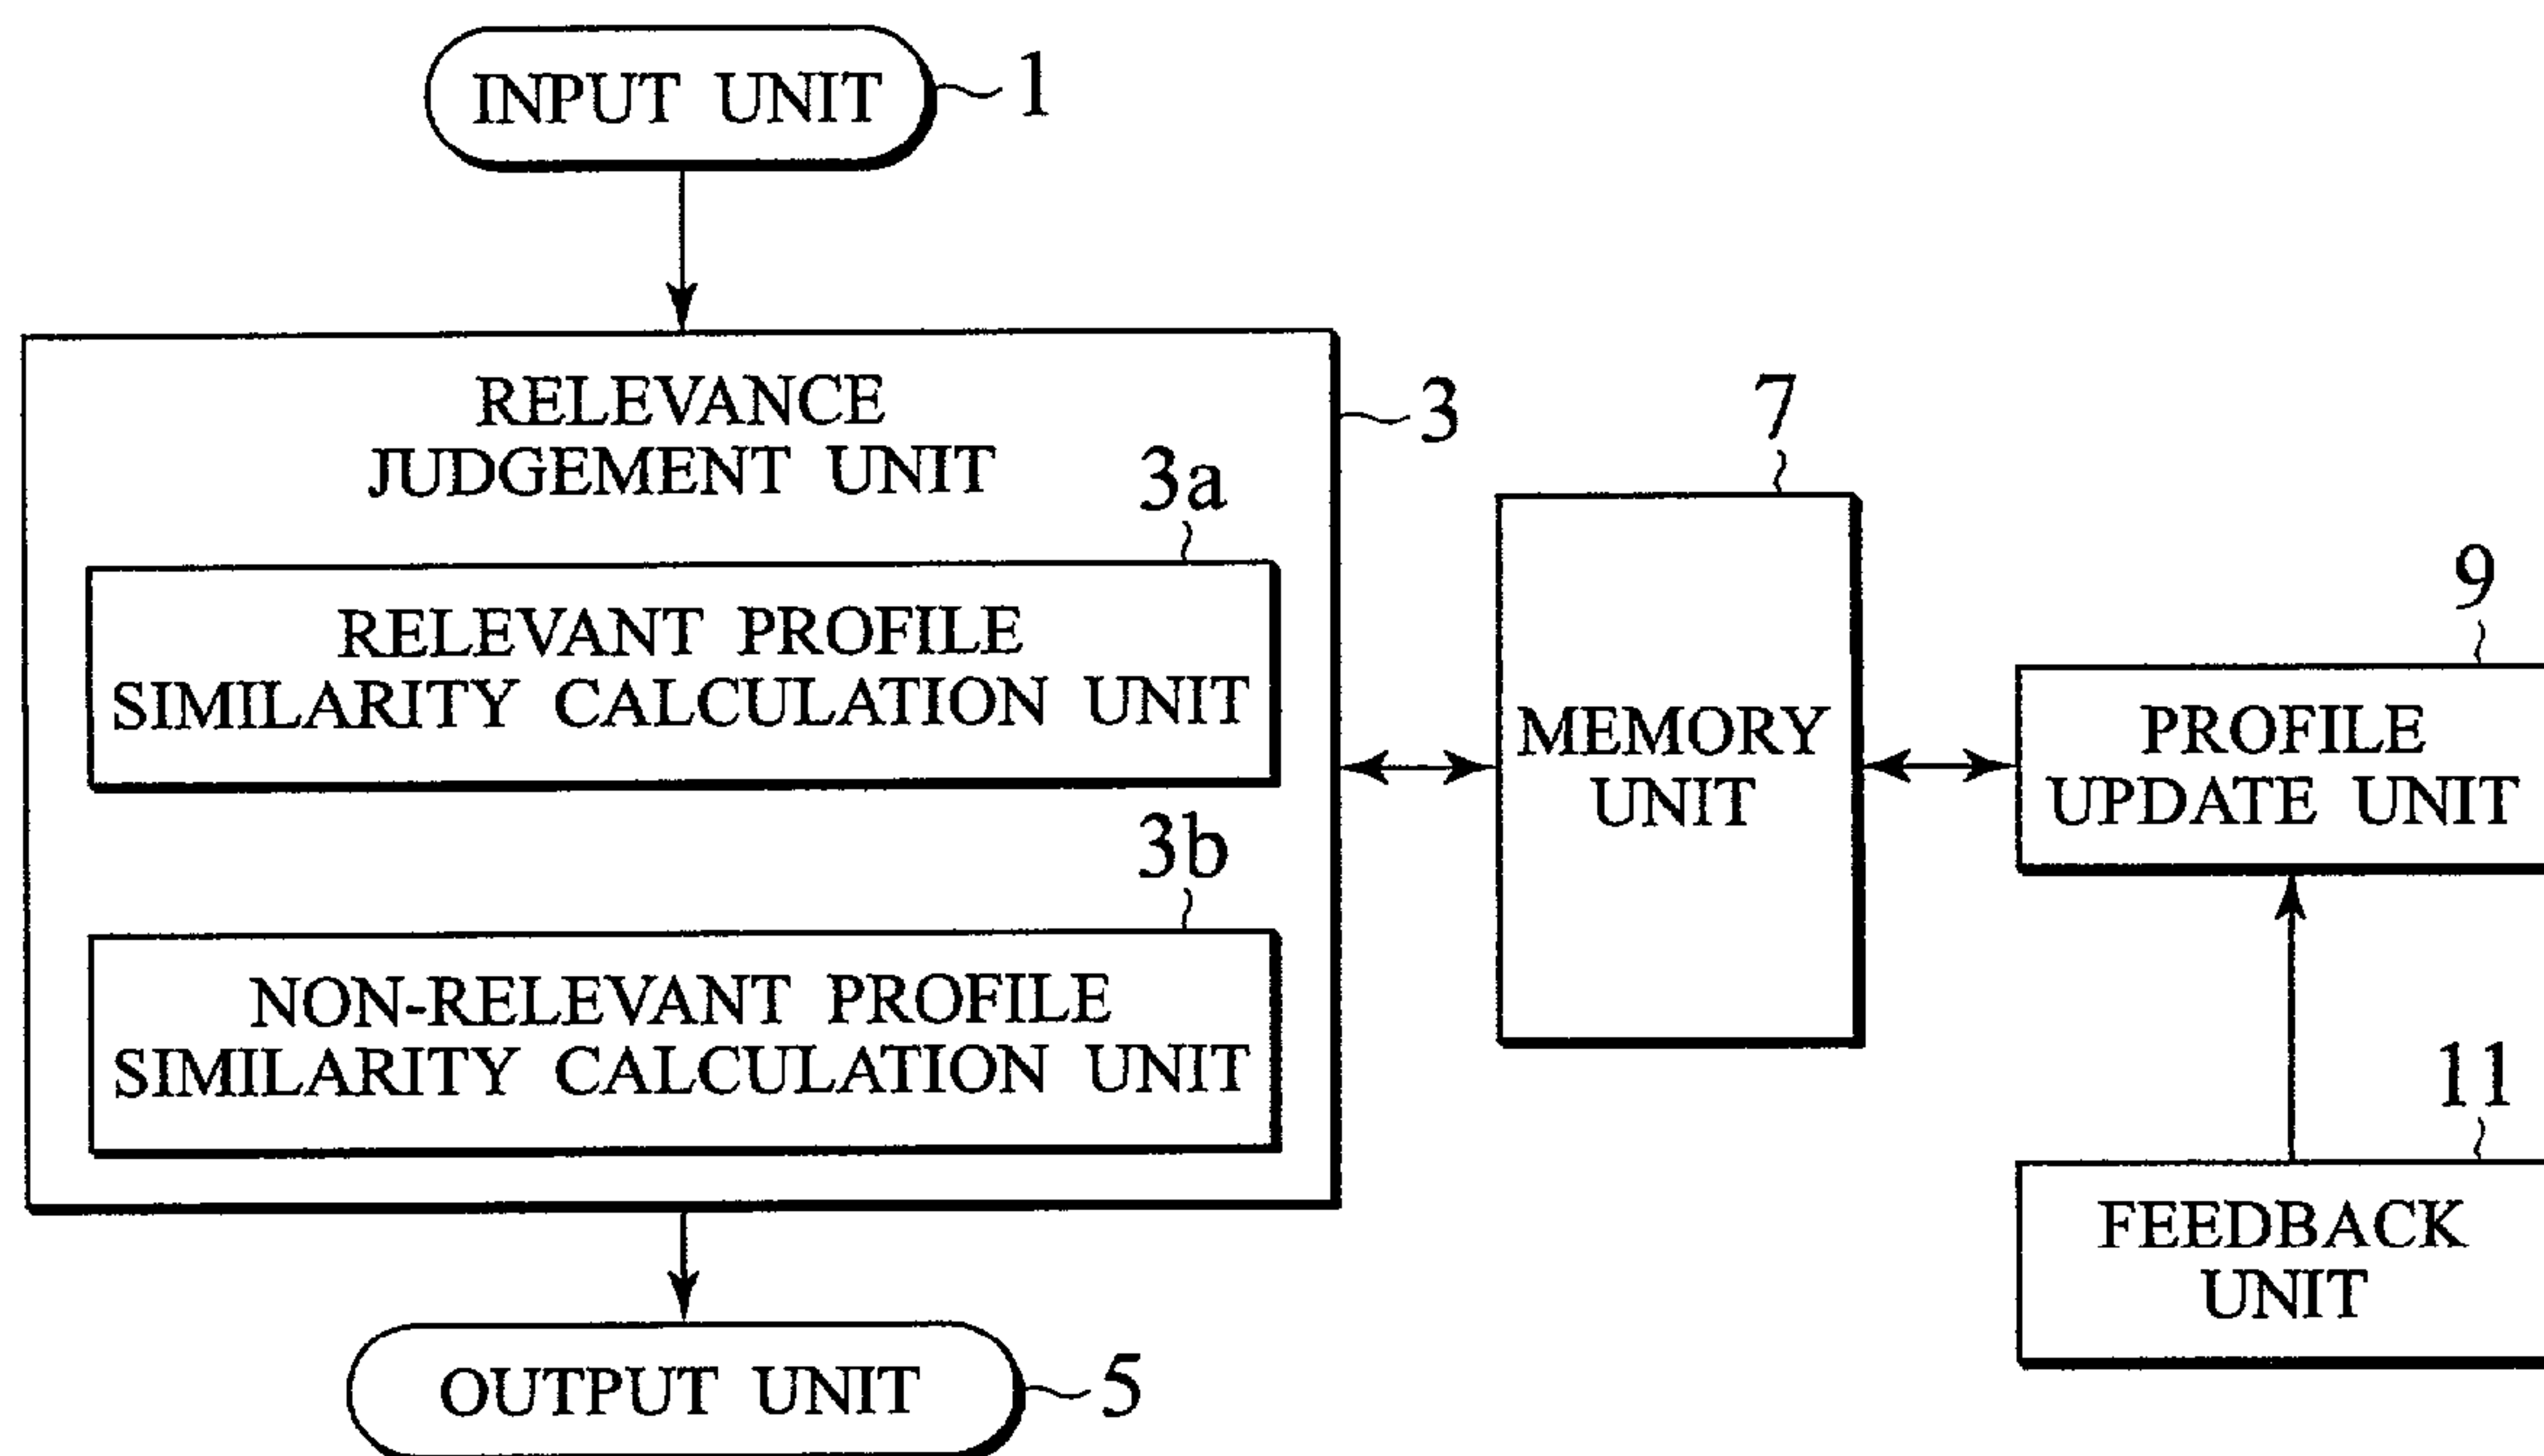 INPUT UNIT
1
RELEVANCE
JUDGEMENT UNIT
3
3a
RELEVANT PROFILE
SIMILARITY CALCULATION UNIT
3b
NON-RELEVANT PROFILE
SIMILARITY CALCULATION UNIT
7
MEMORY
UNIT
9
PROFILE
UPDATE UNIT
11
FEEDBACK
UNIT
OUTPUT UNIT
5